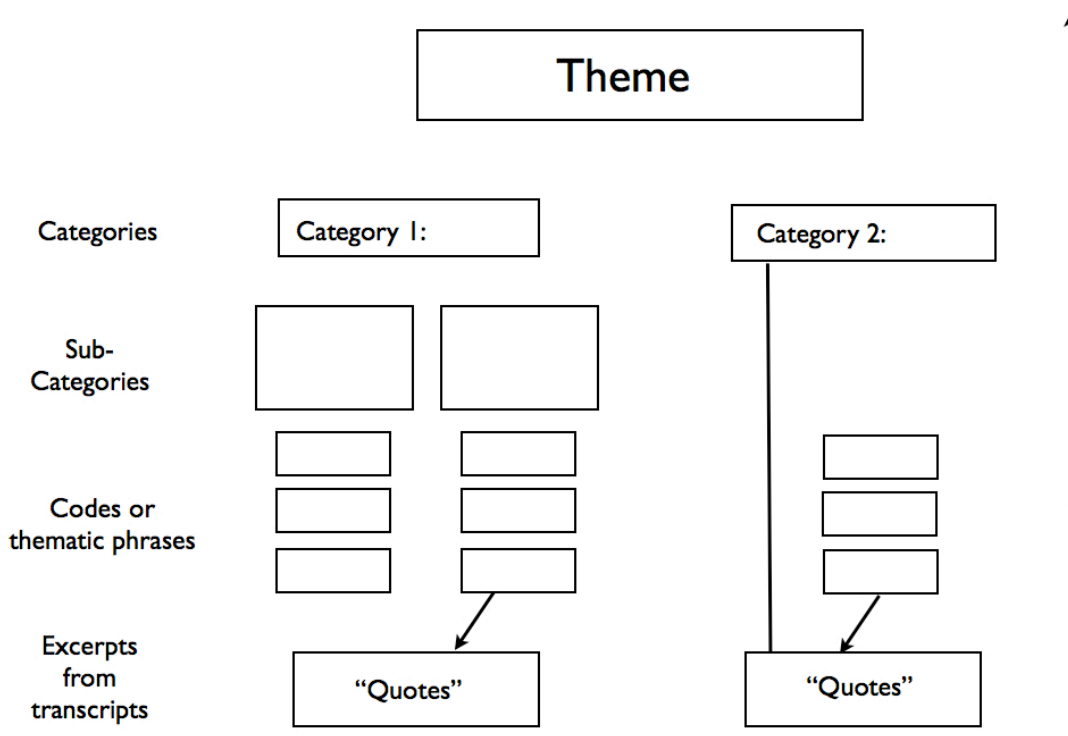 Theme
Categories
Category 1:
Category 2:
Sub-
Categories
Codes or
thematic phrases
Excerpts
from
transcripts
“Quotes”
“Quotes”